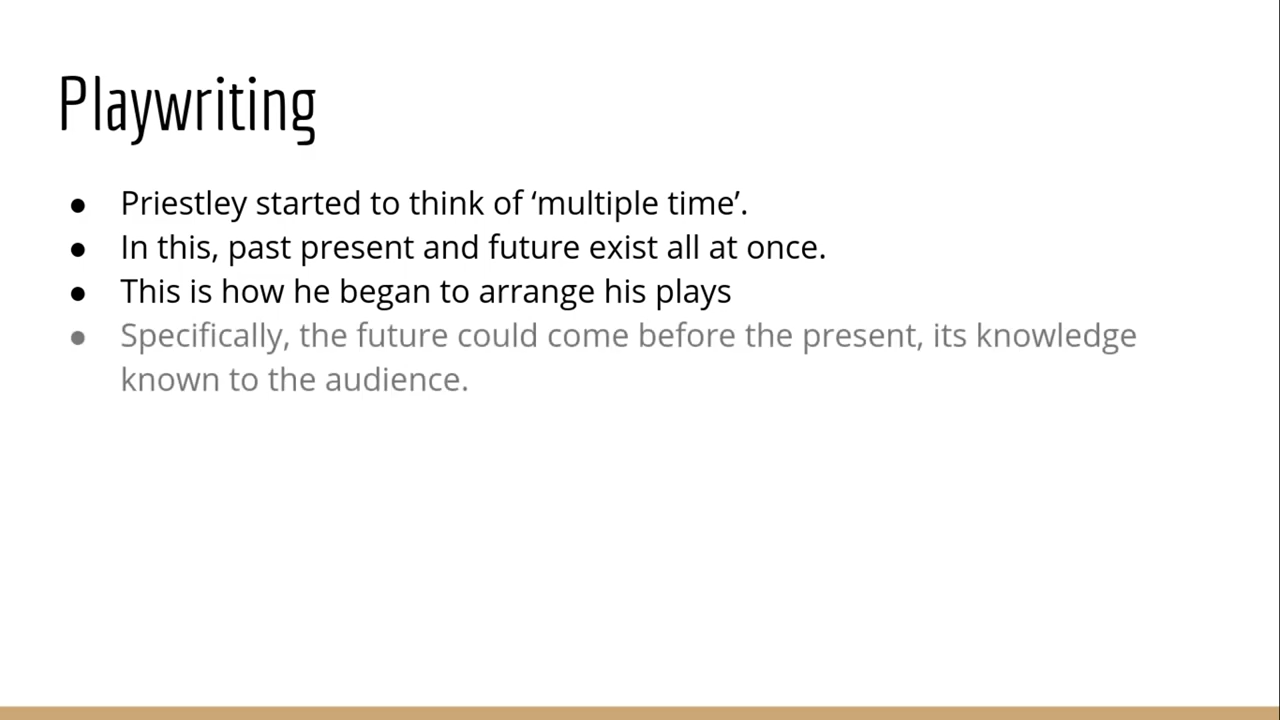 Playwriting
● Priestley started to think of ‘multiple time’.
● In this, past present and future exist all at once.
● This is how he began to arrange his plays
● Specifically, the future could come before the present, its knowledge
known to the audience.